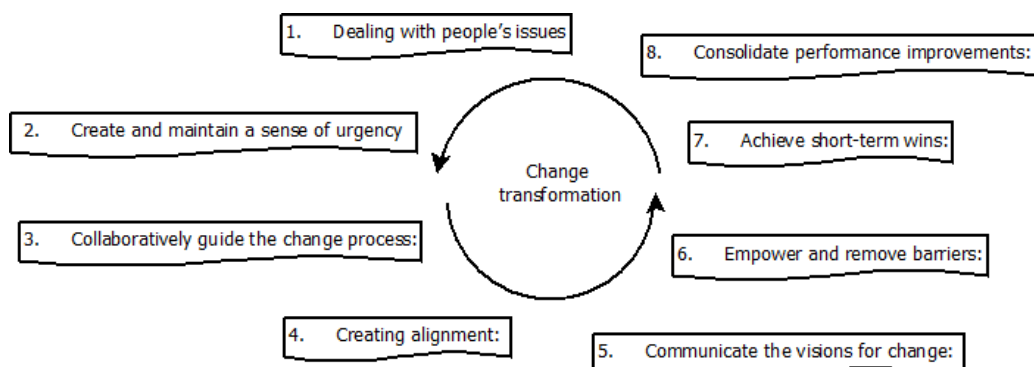 1. Dealing with people's issues
8. Consolidate performance improvements:
2. Create and maintain a sense of urgency
7. Achieve short-term wins:
Change
transformation
3. Collaboratively guide the change process:
6. Empower and remove barriers:
4. Creating alignment:
5. Communicate the visions for change: